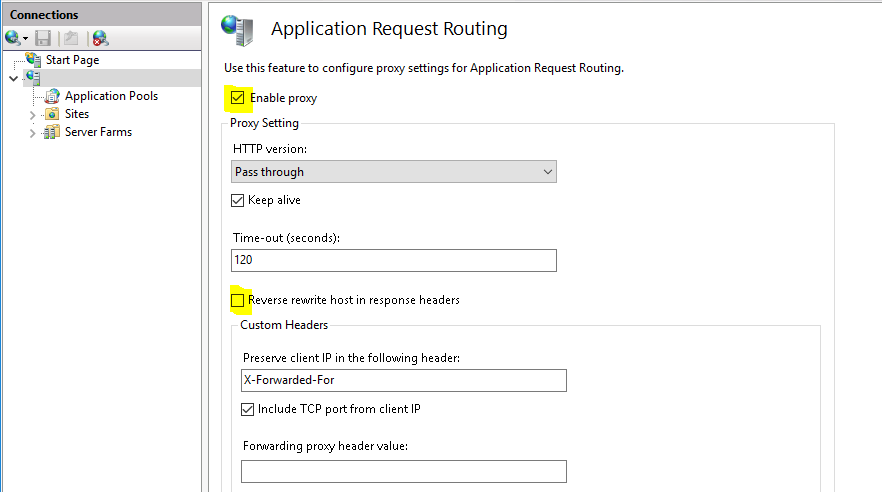 Connections
Start Page
Application Pools
Sites
Server Farms
Application Request Routing
Use this feature to configure proxy settings for Application Request Routing.
Enable proxy
Proxy Setting
HTTP version:
Pass through
Keep alive
Time-out (seconds):
120
Reverse rewrite host in response headers
Custom Headers
Preserve client IP in the following header:
X-Forwarded-For
Include TCP port from client IP
Forwarding proxy header value: